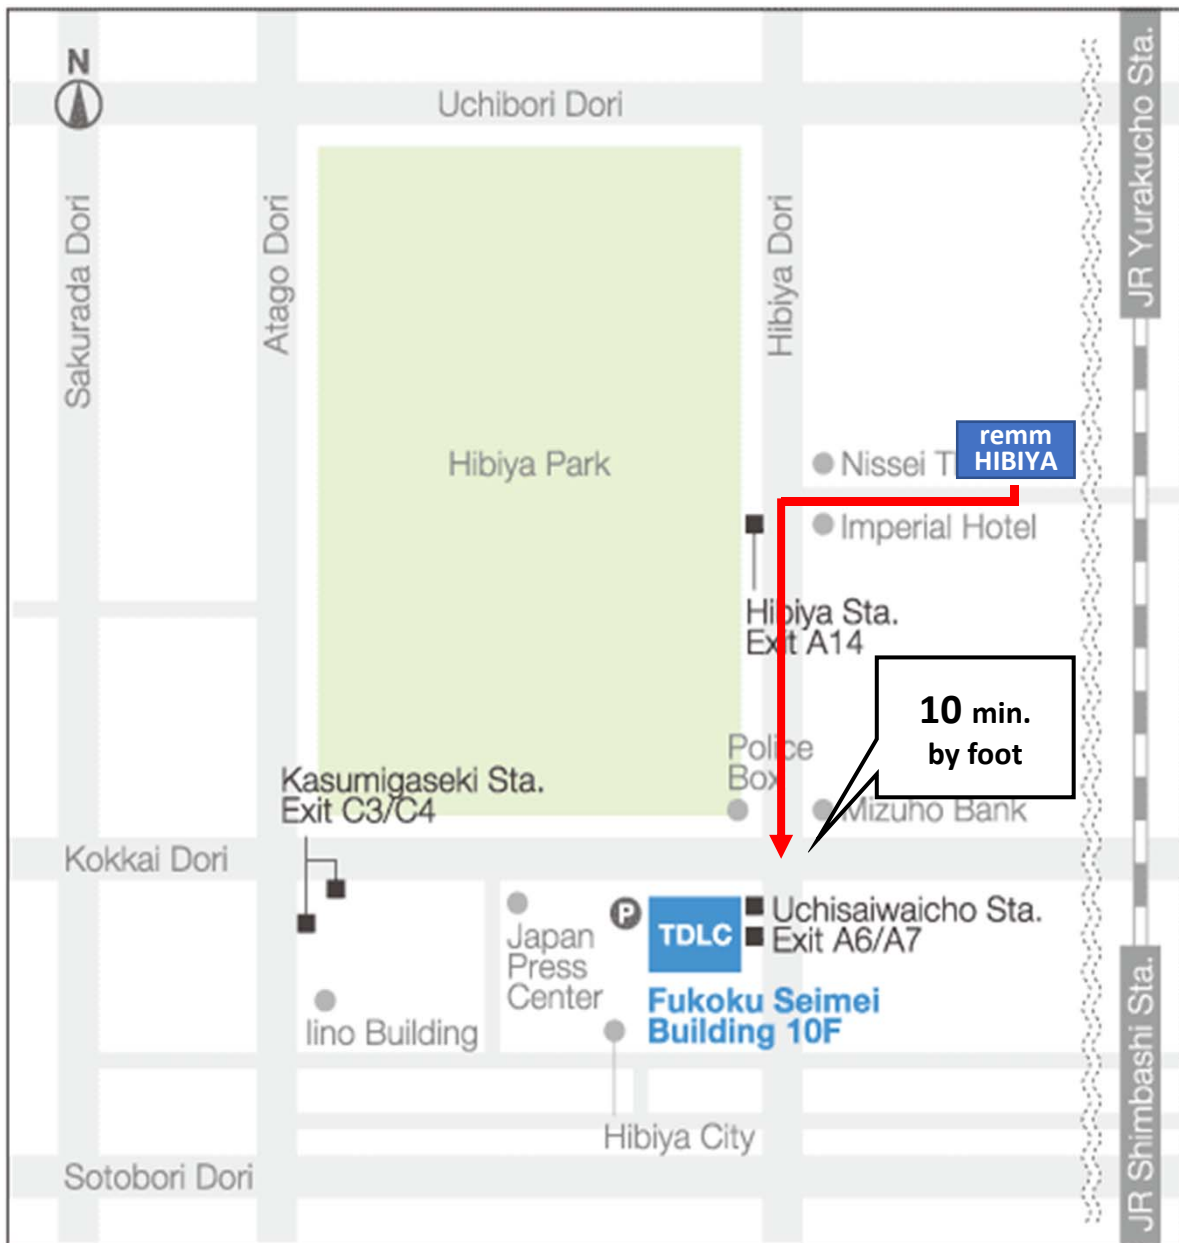 N
Uchibori Dori
JR Yurakucho Sta.
Sakurada Dori
Atago Dori
Hibiya Dori
remm
HIBIYA
Hibiya Park
Nissei
Imperial Hotel
Hibiya Sta.
Exit A14
10 min.
by foot
Police
Box
Kasumigaseki Sta.
Exit C3/C4
Mizuho Bank
Kokkai Dori
P
TDLC
Uchisaiwaicho Sta.
Exit A6/A7
Japan
Press
Center
Fukoku Seimei
Building 10F
Iino Building
JR Shimbashi Sta.
Hibiya City
Sotobori Dori